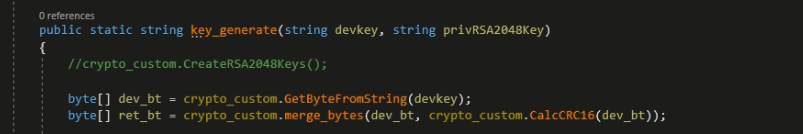 0 references
public static string key_generate(string devkey, string privRSA2048Key)
{
//crypto_custom.CreateRSA2048Keys();
byte[] dev_bt = crypto_custom.GetByteFromString(devkey);
byte[] ret_bt = crypto_custom.merge_bytes(dev_bt, crypto_custom.CalcCRC16(dev_bt));